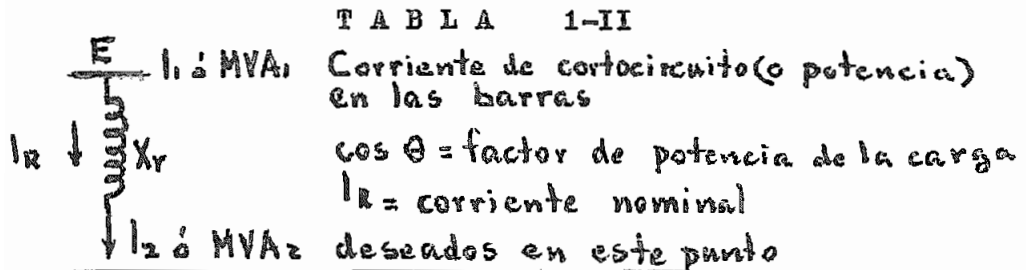 TABLA 1-II
E I₁ ó MVA₁ Corriente de cortocircuito (o potencia)
en las barras
I_R X_r cos θ = factor de potencia de la carga
I_R = corriente nominal
I₂ ó MVA₂ deseados en este punto